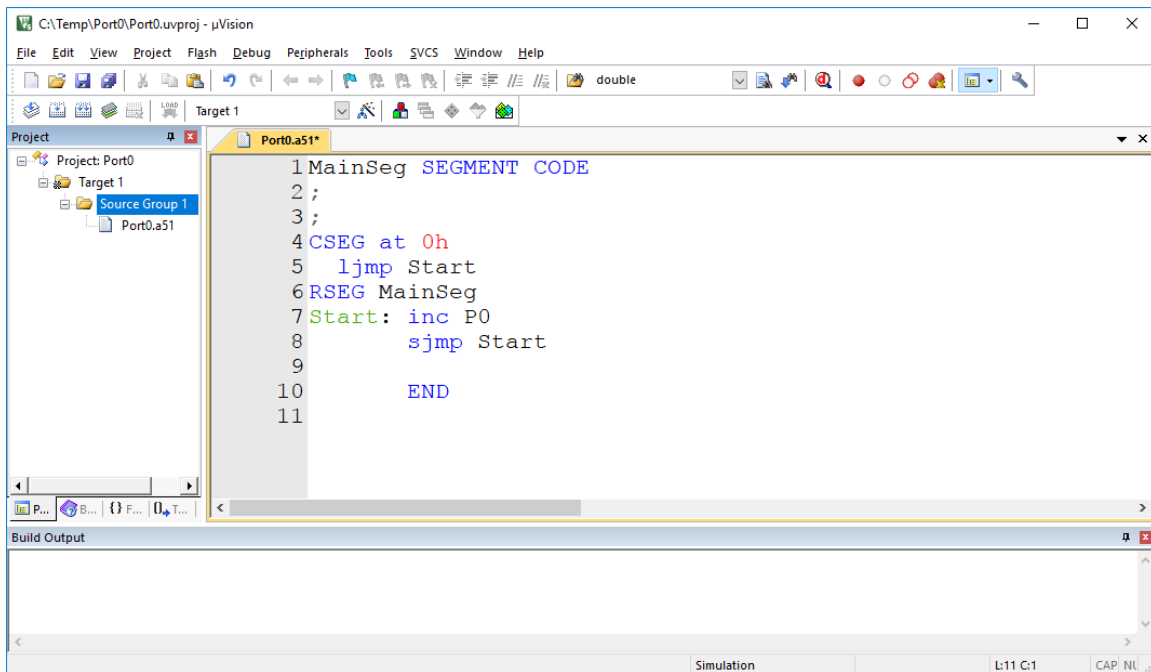 C:\Temp\Port0\Port0.uvproj - µVision
File Edit View Project Flash Debug Peripherals Tools SVCS Window Help
double
LOAD Target 1
Project
Port0.a51*
Project: Port0
Target 1
Source Group 1
Port0.a51
1 MainSeg SEGMENT CODE
2 ;
3 ;
4 CSEG at 0h
5 ljmp Start
6 RSEG MainSeg
7 Start: inc P0
8 sjmp Start
9
10 END
11
P... B... {} F... 0 T...
Build Output
Simulation L:11 C:1 CAP